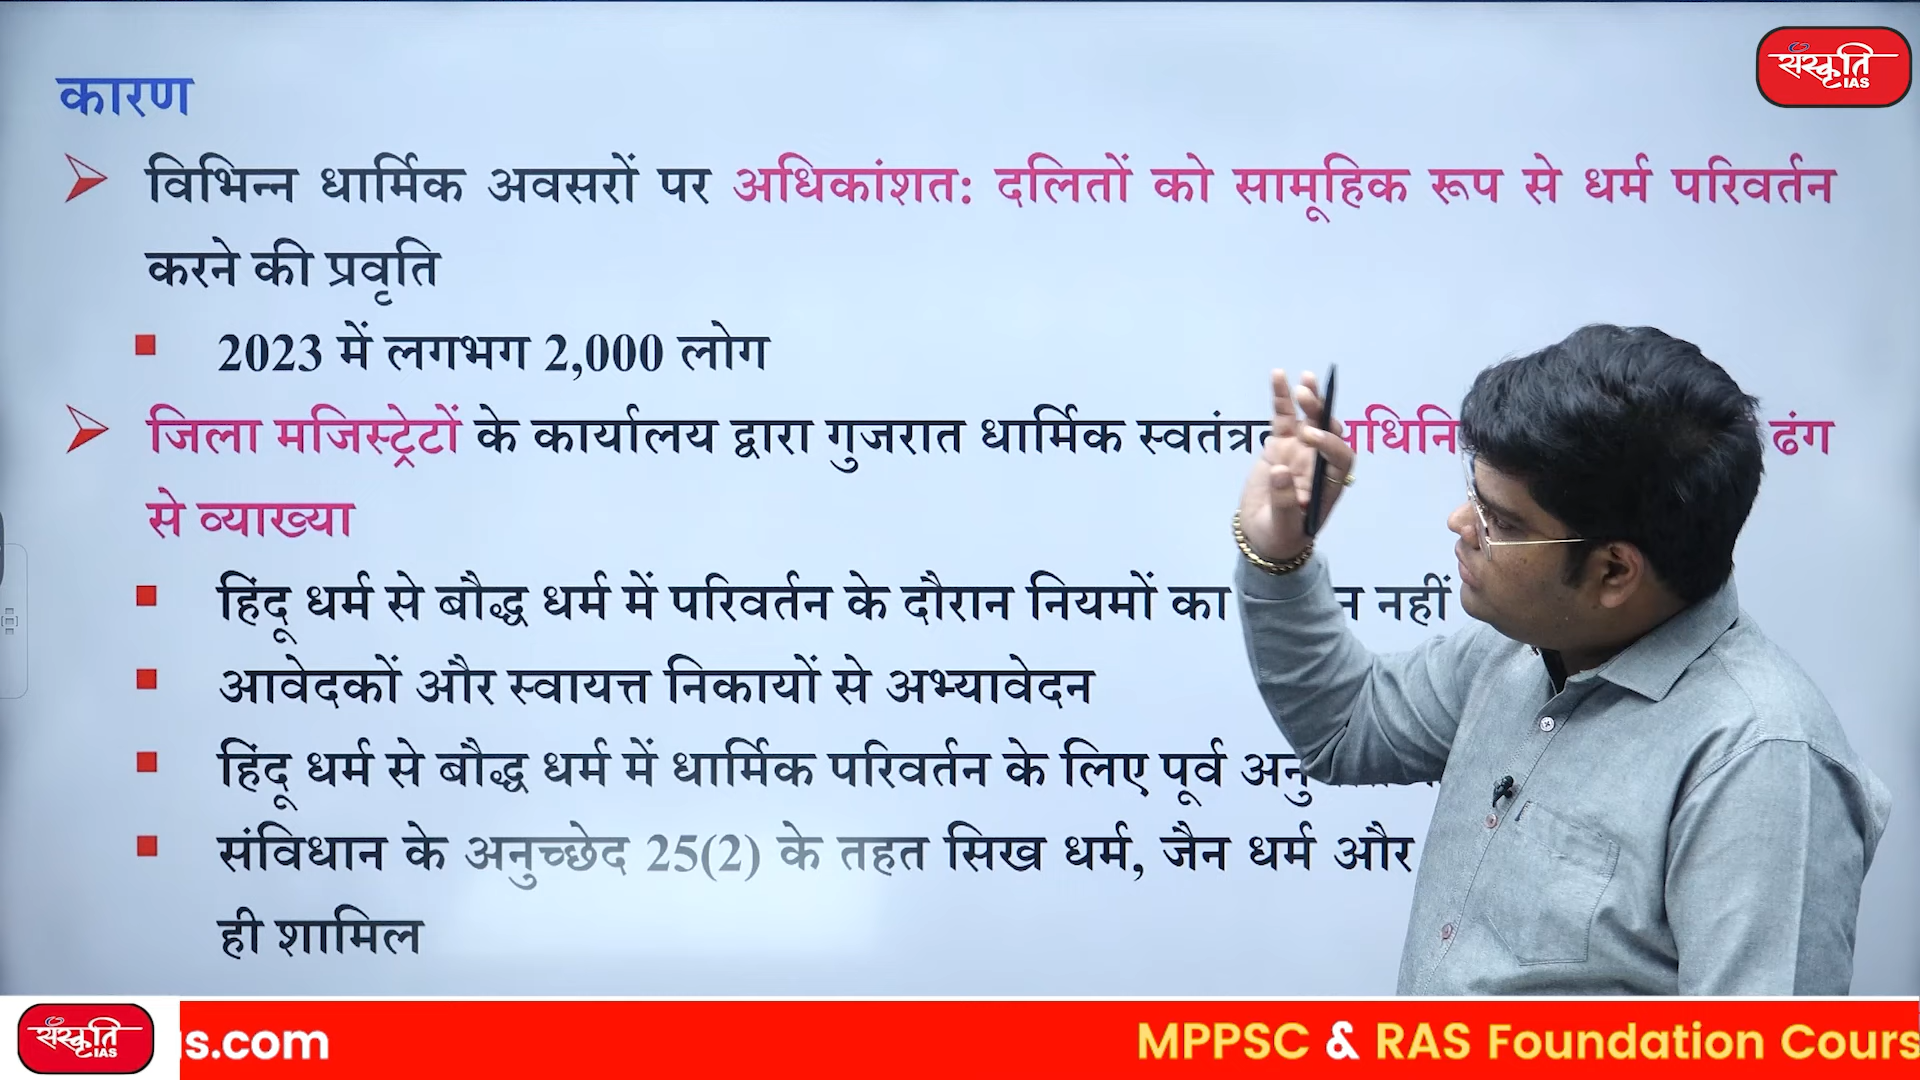 संस्कृति
IAS
कारण
विभिन्न धार्मिक अवसरों पर अधिकांशत: दलितों को सामूहिक रूप से धर्म परिवर्तन
करने की प्रवृति
2023 में लगभग 2,000 लोग
जिला मजिस्ट्रेटों के कार्यालय द्वारा गुजरात धार्मिक ढंग
से व्याख्या
हिंदू धर्म से बौद्ध धर्म में परिवर्तन के दौरान नियमों का नहीं
आवेदकों और स्वायत्त निकायों से अभ्यावेदन
हिंदू धर्म से बौद्ध धर्म में धार्मिक परिवर्तन के लिए पूर्व
संविधान के अनुच्छेद 25(2) के तहत सिख धर्म, जैन धर्म और
ही शामिल
संस्कृति
IAS
s.com
MPPSC & RAS Foundation Cours